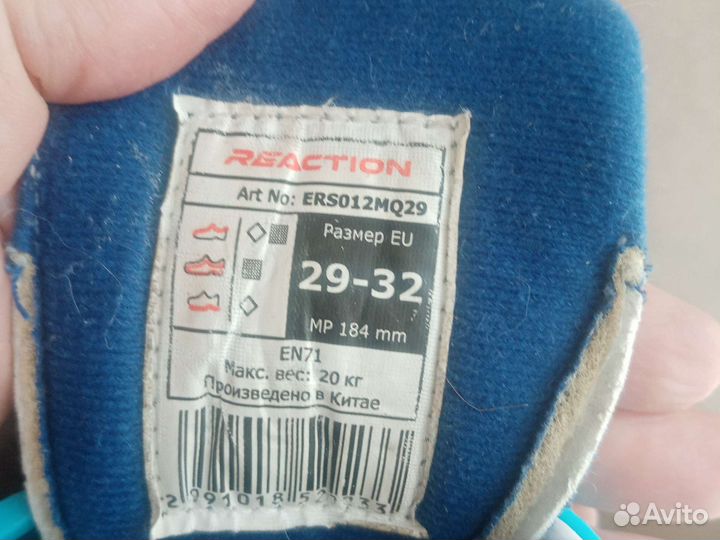 REACTION
Art No: ERS012MQ29
Размер EU
29-32
MP 184 mm
EN71
Макс. вес: 20 кг
Произведено в Китае
Avito